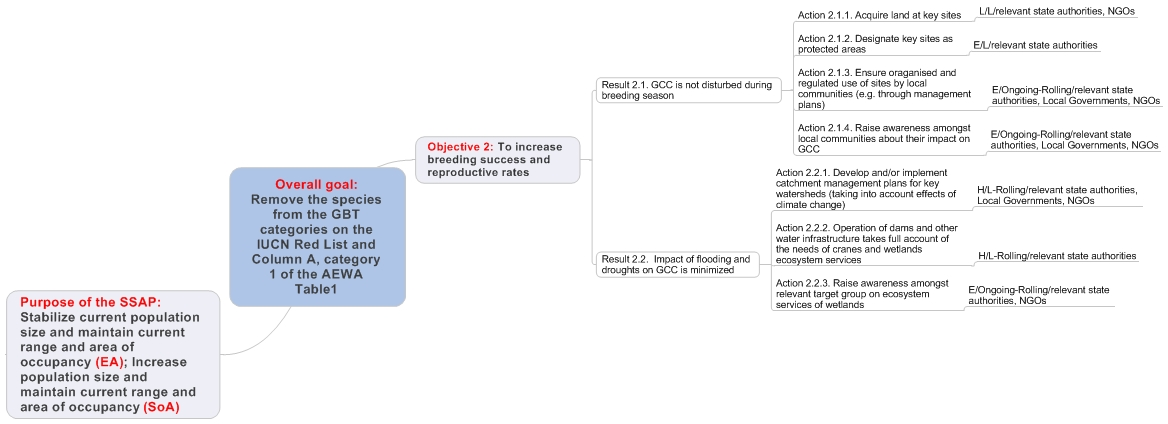 Purpose of the SSAP:
Stabilize current population
size and maintain current
range and area of
occupancy (EA); Increase
population size and
maintain current range and
area of occupancy (SoA)
Overall goal:
Remove the species
from the GBT
categories on the
IUCN Red List and
Column A, category
1 of the AEWA
Table1
Objective 2: To increase
breeding success and
reproductive rates
Result 2.1. GCC is not disturbed during
breeding season
Action 2.1.1. Acquire land at key sites
L/L/relevant state authorities, NGOs
Action 2.1.2. Designate key sites as
protected areas
E/L/relevant state authorities
Action 2.1.3. Ensure oraganised and
regulated use of sites by local
communities (e.g. through management
plans)
E/Ongoing-Rolling/relevant state
authorities, Local Governments, NGOs
Action 2.1.4. Raise awareness amongst
local communities about their impact on
GCC
E/Ongoing-Rolling/relevant state
authorities, Local Governments, NGOs
Result 2.2. Impact of flooding and
droughts on GCC is minimized
Action 2.2.1. Develop and/or implement
catchment management plans for key
watersheds (taking into account effects of
climate change)
H/L-Rolling/relevant state authorities,
Local Governments, NGOs
Action 2.2.2. Operation of dams and other
water infrastructure takes full account of
the needs of cranes and wetlands
ecosystem services
H/L-Rolling/relevant state authorities
Action 2.2.3. Raise awareness amongst
relevant target group on ecosystem
services of wetlands
E/Ongoing-Rolling/relevant state
authorities, NGOs